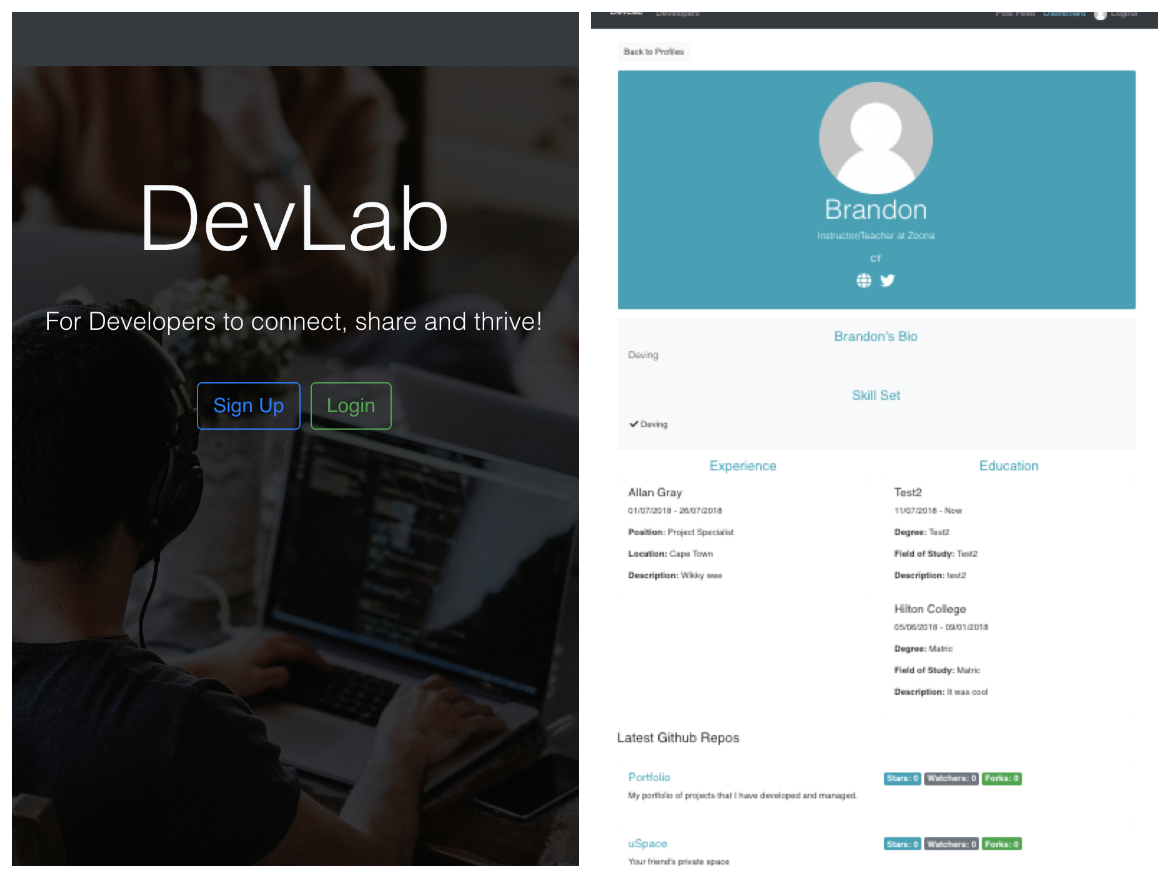 DevLab
For Developers to connect, share and thrive!
Sign Up Login
DevLab Developers Post Feed Dashboard Logout
Back to Profiles
Brandon
Instructor/Teacher at Zoona
CT
Brandon's Bio
Deving
Skill Set
Deving
Experience
Allan Gray
01/07/2018 - 26/07/2018
Position: Project Specialist
Location: Cape Town
Description: Wikky wee
Education
Test2
11/07/2018 - Now
Degree: Test2
Field of Study: Test2
Description: test2
Hilton College
05/06/2018 - 09/01/2018
Degree: Matric
Field of Study: Matric
Description: It was cool
Latest Github Repos
Portfolio Stars: 0 Watchers: 0 Forks: 0
My portfolio of projects that I have developed and managed.
uSpace Stars: 0 Watchers: 0 Forks: 0
Your friend's private space